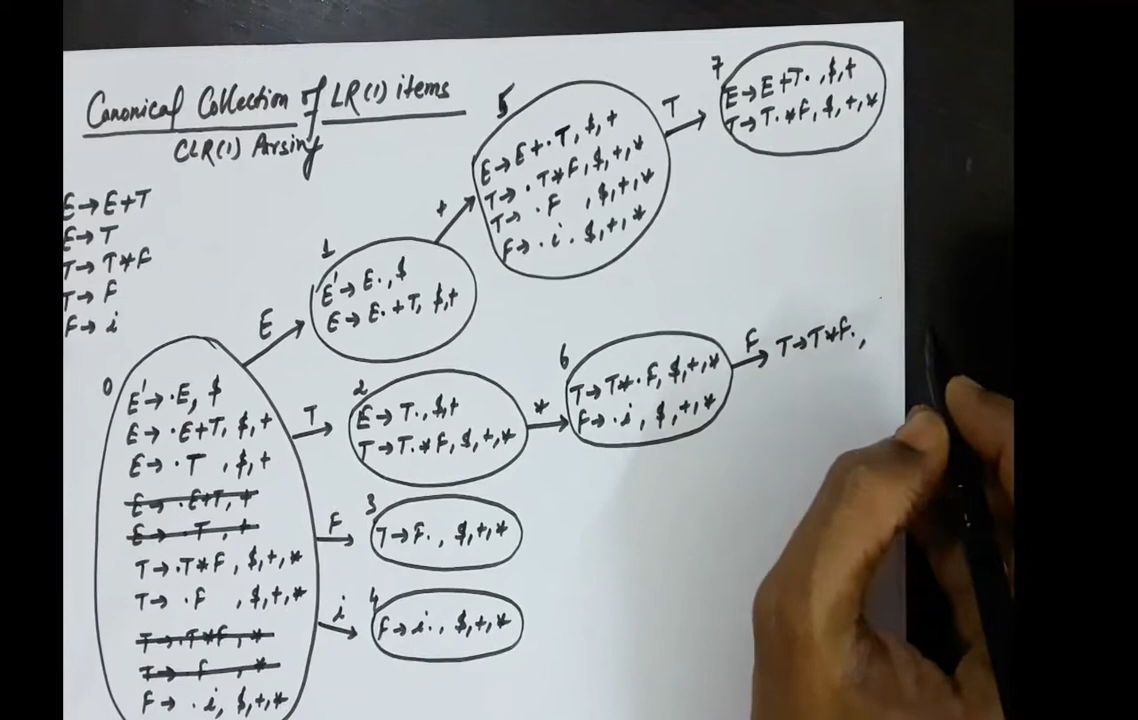 Canonical Collection of LR(1) items
CLR(1) Parsing
E→E+T
E→T
T→T*F
T→F
F→i
0
E'→·E, $
E→·E+T, $,+
E→·T , $,+
E→·E+T, +
E→·T, +
T→·T*F, $,+,*
T→·F , $,+,*
T→·T*F, *
T→ F , *
F→·i, $,+,*
E
1
E'→E·, $
E→E·+T, $,+
T
2
E→T·, $,+
T→T·*F, $,+,*
F
3
T→F·, $,+,*
i
4
F→i·, $,+,*
+
5
E→E+·T, $,+
T→·T*F, $,+,*
T→·F , $,+,*
F→·i, $,+,*
*
6
T→T*·F, $,+,*
F→·i, $,+,*
T
7
E→E+T·, $,+
T→T·*F, $,+,*
F
T→T*F·,